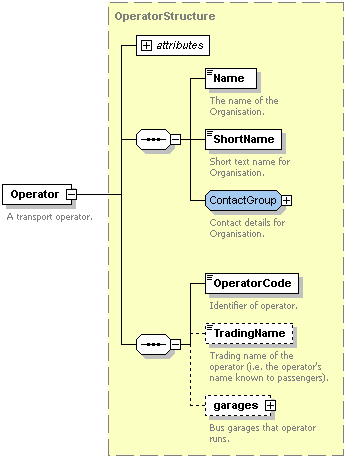 OperatorStructure
attributes
Name
The name of the
Organisation.
ShortName
Short text name for
Organisation.
Operator
A transport operator.
ContactGroup
Contact details for
Organisation.
OperatorCode
Identifier of operator.
TradingName
Trading name of the
operator (i.e. the operator's
name known to passengers).
garages
Bus garages that operator
runs.